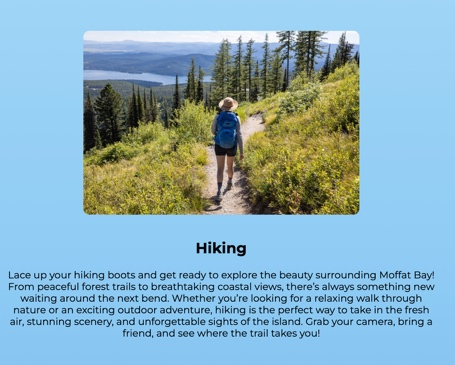 Hiking
Lace up your hiking boots and get ready to explore the beauty surrounding Moffat Bay!
From peaceful forest trails to breathtaking coastal views, there's always something new
waiting around the next bend. Whether you're looking for a relaxing walk through
nature or an exciting outdoor adventure, hiking is the perfect way to take in the fresh
air, stunning scenery, and unforgettable sights of the island. Grab your camera, bring a
friend, and see where the trail takes you!